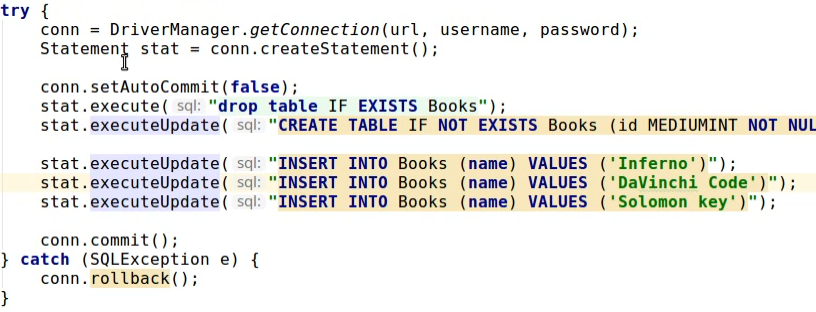 try {
conn = DriverManager.getConnection(url, username, password);
Statement stat = conn.createStatement();
conn.setAutoCommit(false);
stat.execute( sql: "drop table IF EXISTS Books");
stat.executeUpdate( sql: "CREATE TABLE IF NOT EXISTS Books (id MEDIUMINT NOT NUL
stat.executeUpdate( sql: "INSERT INTO Books (name) VALUES ('Inferno')");
stat.executeUpdate( sql: "INSERT INTO Books (name) VALUES ('DaVinchi Code')");
stat.executeUpdate( sql: "INSERT INTO Books (name) VALUES ('Solomon key')");
conn.commit();
} catch (SQLException e) {
conn.rollback();
}